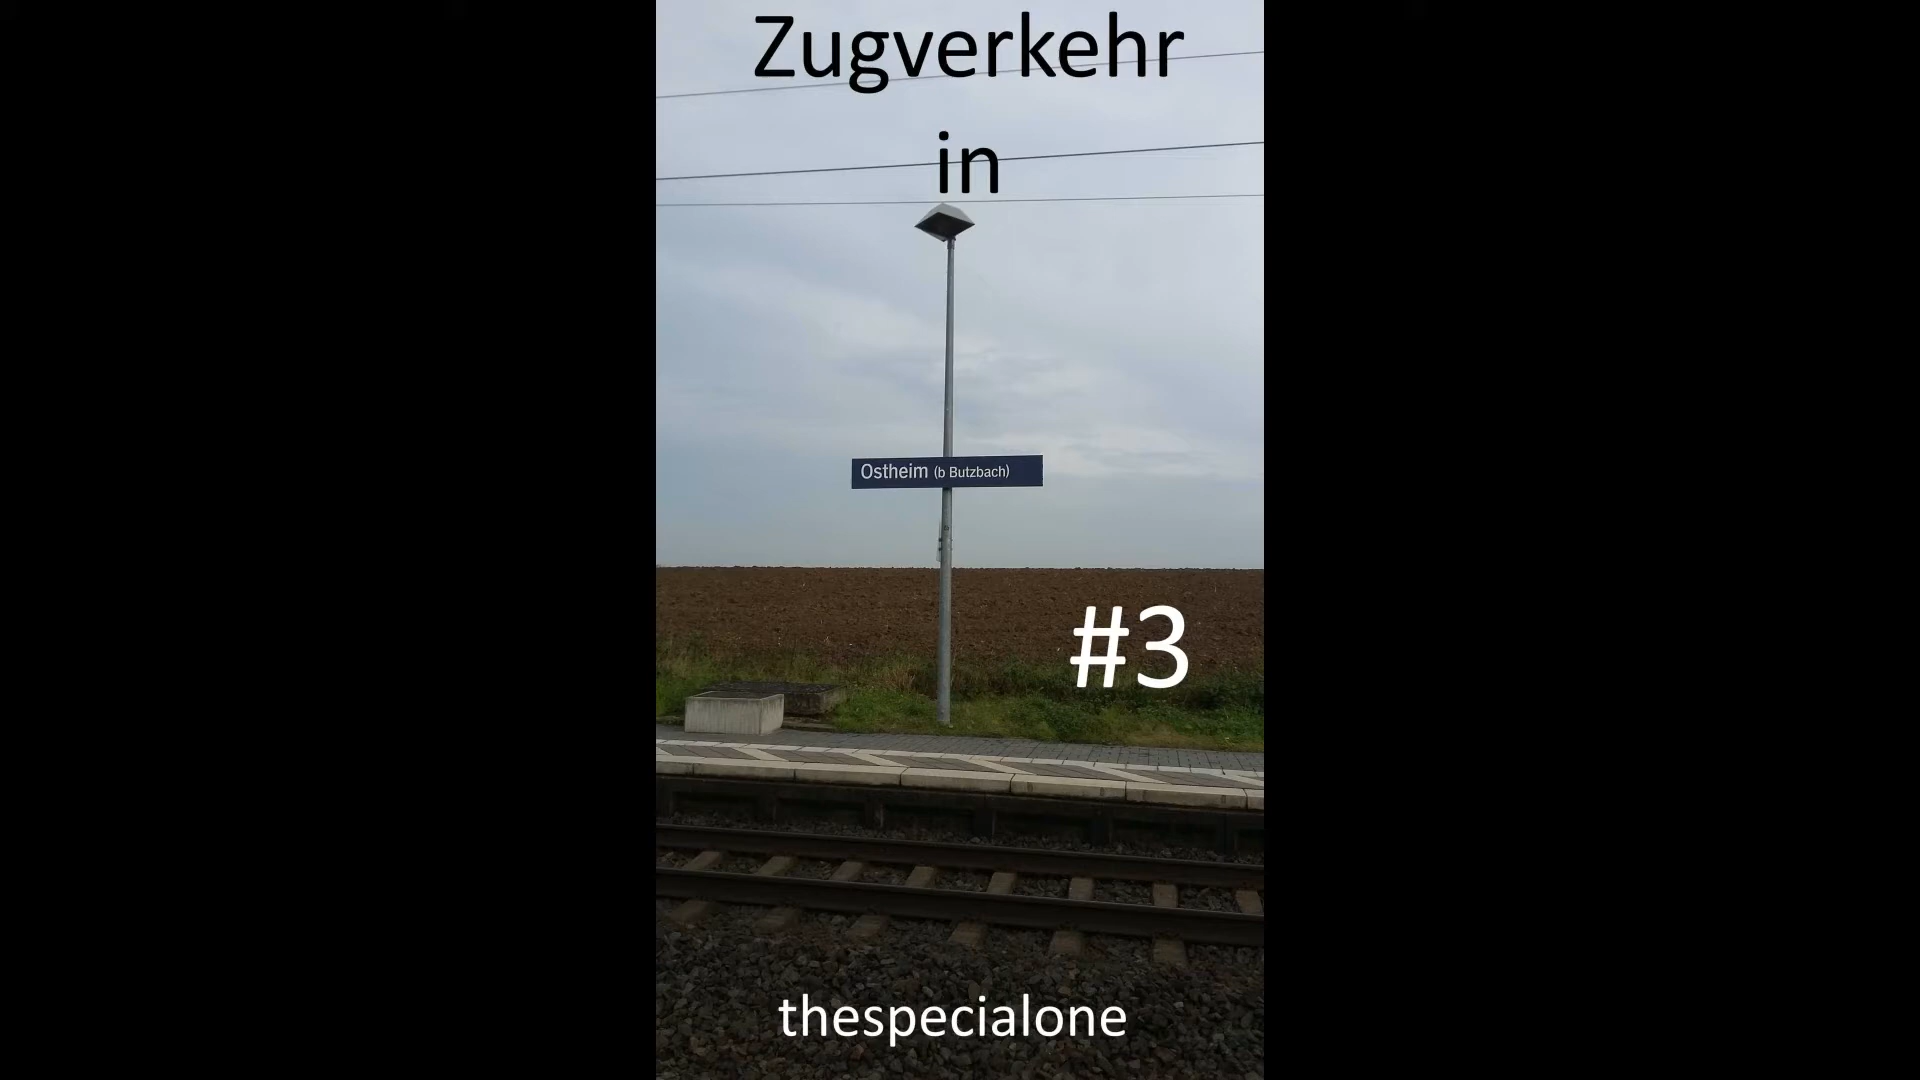 Zugverkehr
in
Ostheim (b Butzbach)
#3
thespecialone